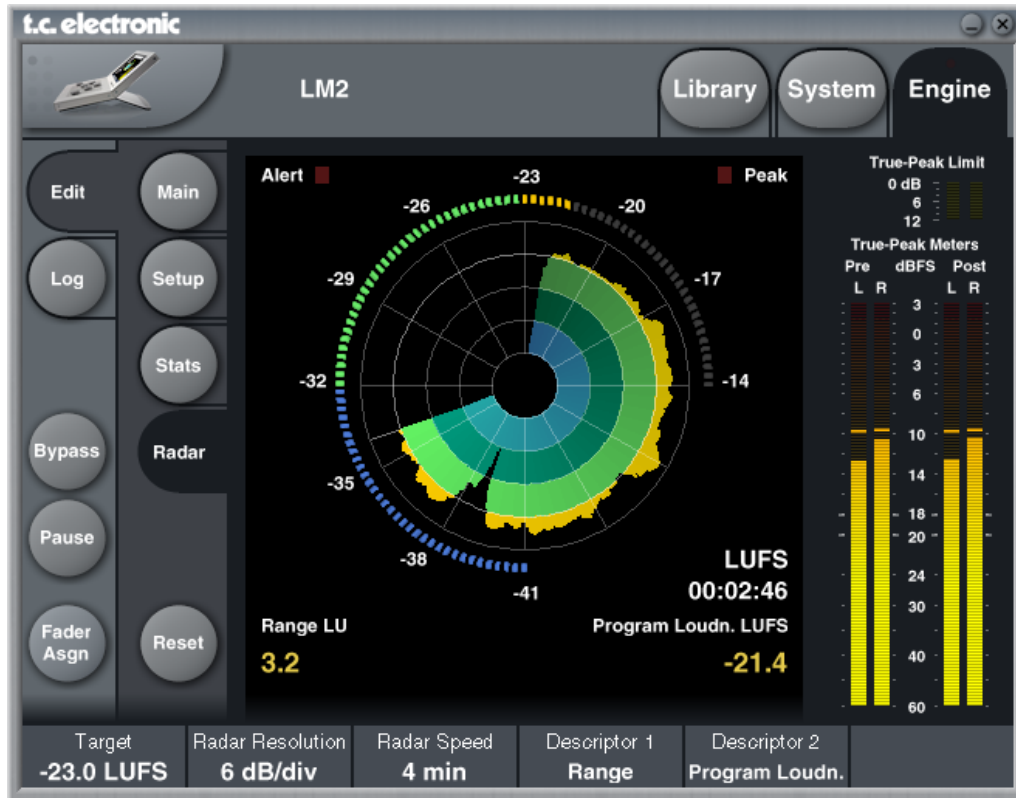 t.c. electronic
LM2
Library
System
Engine
Edit
Log
Bypass
Pause
Fader
Asgn
Main
Setup
Stats
Radar
Reset
Alert
Peak
-23
-26
-20
-29
-17
-32
-14
-35
-38
-41
LUFS
00:02:46
Range LU
3.2
Program Loudn. LUFS
-21.4
True-Peak Limit
0 dB
6
12
True-Peak Meters
Pre dBFS Post
L R L R
3
0
3
6
10
14
18
20
24
30
40
60
Target
-23.0 LUFS
Radar Resolution
6 dB/div
Radar Speed
4 min
Descriptor 1
Range
Descriptor 2
Program Loudn.